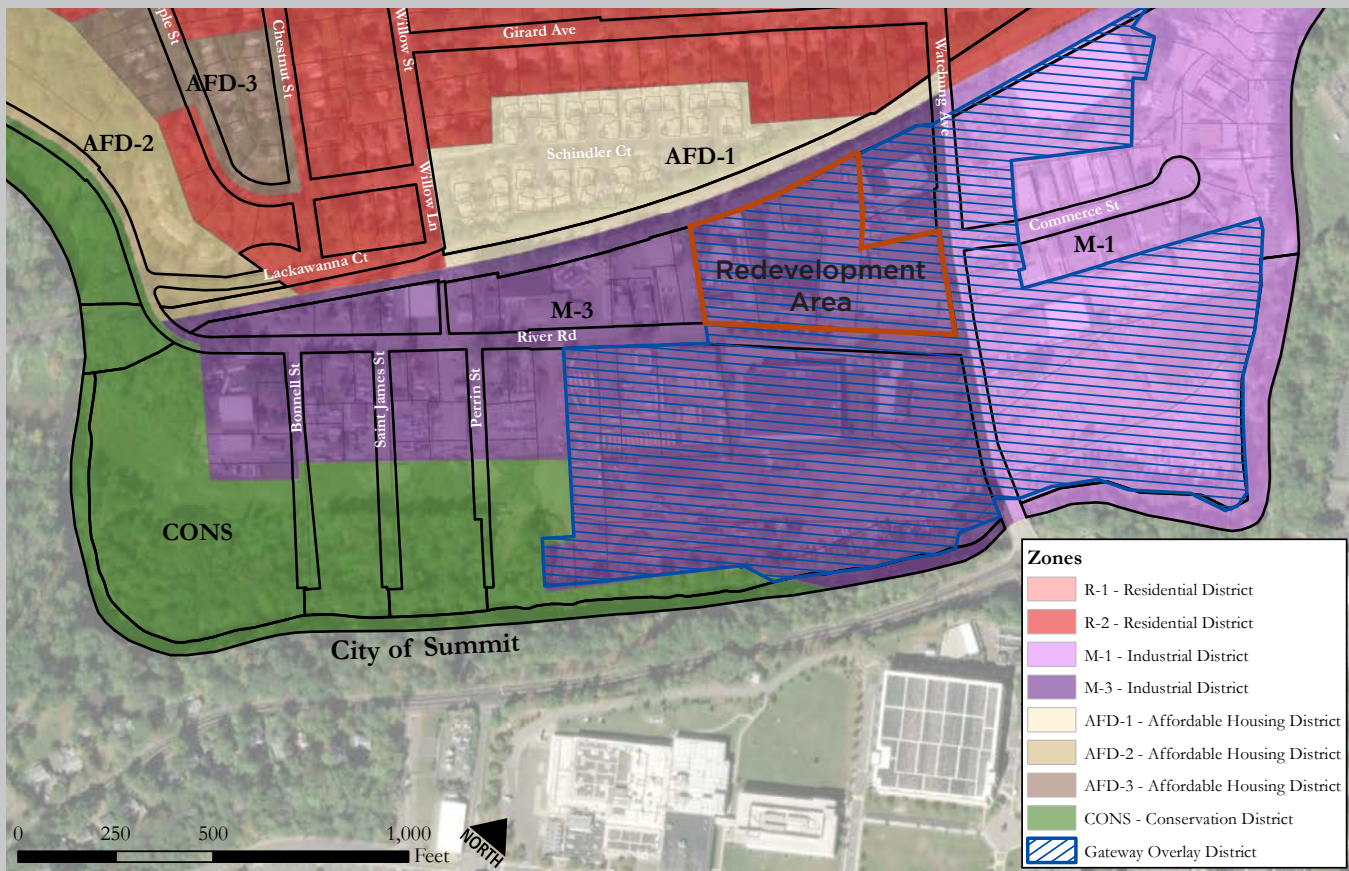 ple St
Chestnut St
Willow St
Girard Ave
Watchung Ave
AFD-3
AFD-2
Schindler Ct
AFD-1
Willow Ln
Commerce St
M-1
Lackawanna Ct
Redevelopment
Area
M-3
River Rd
Bonnell St
Saint James St
Perrin St
CONS
City of Summit
Zones
R-1 - Residential District
R-2 - Residential District
M-1 - Industrial District
M-3 - Industrial District
AFD-1 - Affordable Housing District
AFD-2 - Affordable Housing District
AFD-3 - Affordable Housing District
CONS - Conservation District
Gateway Overlay District
0 250 500 1,000
Feet
NORTH